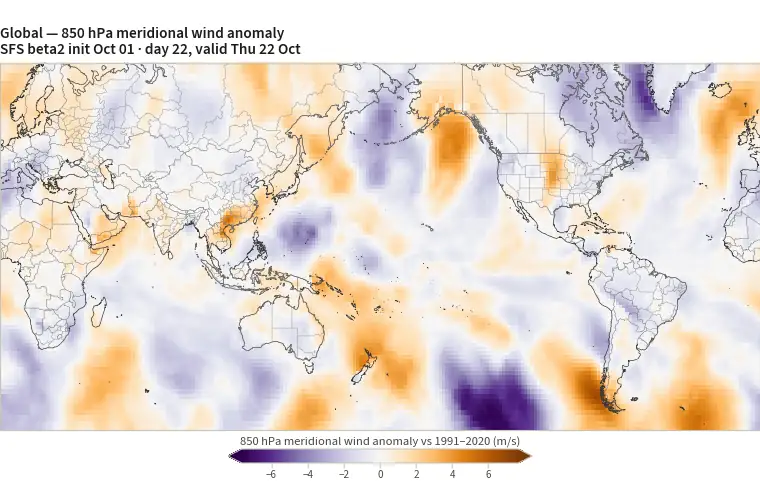 Global — 850 hPa meridional wind anomaly
SFS beta2 init Oct 01 · day 22, valid Thu 22 Oct
850 hPa meridional wind anomaly vs 1991–2020 (m/s)
−6 −4 −2 0 2 4 6